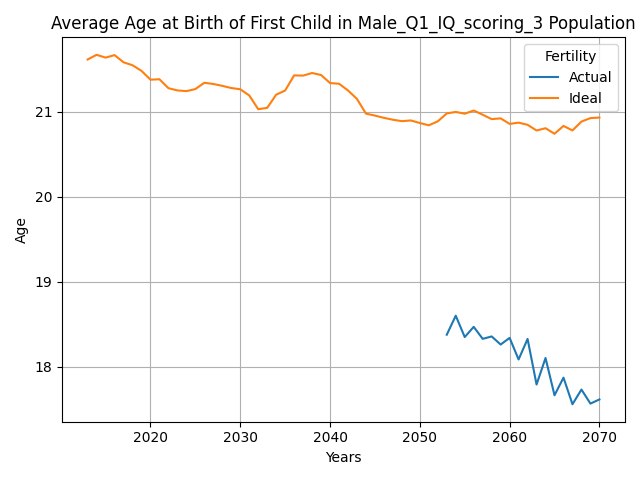 Average Age at Birth of First Child in Male_Q1_IQ_scoring_3 Population
Fertility
Actual
Ideal
21
20
19
18
Age
2020 2030 2040 2050 2060 2070
Years